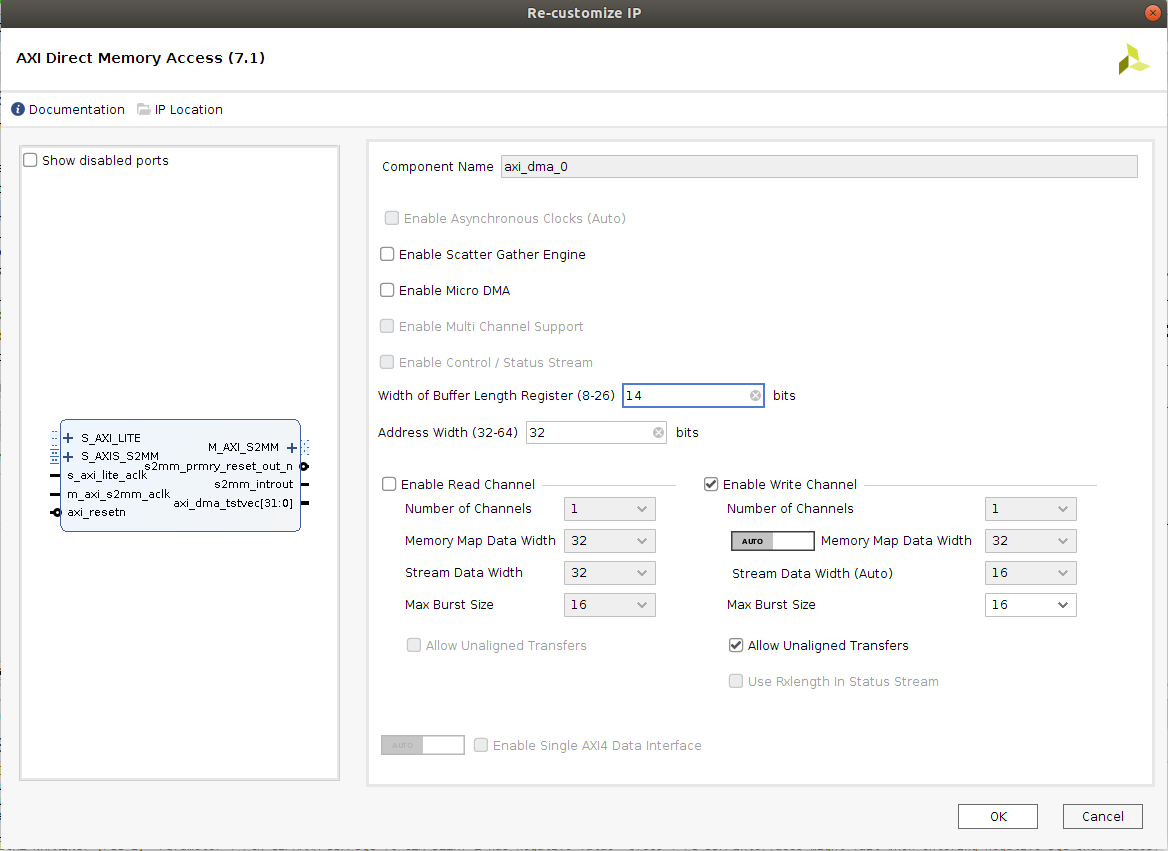 Re-customize IP
AXI Direct Memory Access (7.1)
Documentation IP Location
Show disabled ports
S_AXI_LITE
S_AXIS_S2MM
s_axi_lite_aclk
m_axi_s2mm_aclk
axi_resetn
M_AXI_S2MM
s2mm_prmry_reset_out_n
s2mm_introut
axi_dma_tstvec[31:0]
Component Name axi_dma_0
Enable Asynchronous Clocks (Auto)
Enable Scatter Gather Engine
Enable Micro DMA
Enable Multi Channel Support
Enable Control / Status Stream
Width of Buffer Length Register (8-26) 14 bits
Address Width (32-64) 32 bits
Enable Read Channel
Number of Channels 1
Memory Map Data Width 32
Stream Data Width 32
Max Burst Size 16
Allow Unaligned Transfers
Enable Write Channel
Number of Channels 1
AUTO Memory Map Data Width 32
Stream Data Width (Auto) 16
Max Burst Size 16
Allow Unaligned Transfers
Use Rxlength In Status Stream
AUTO Enable Single AXI4 Data Interface
OK Cancel